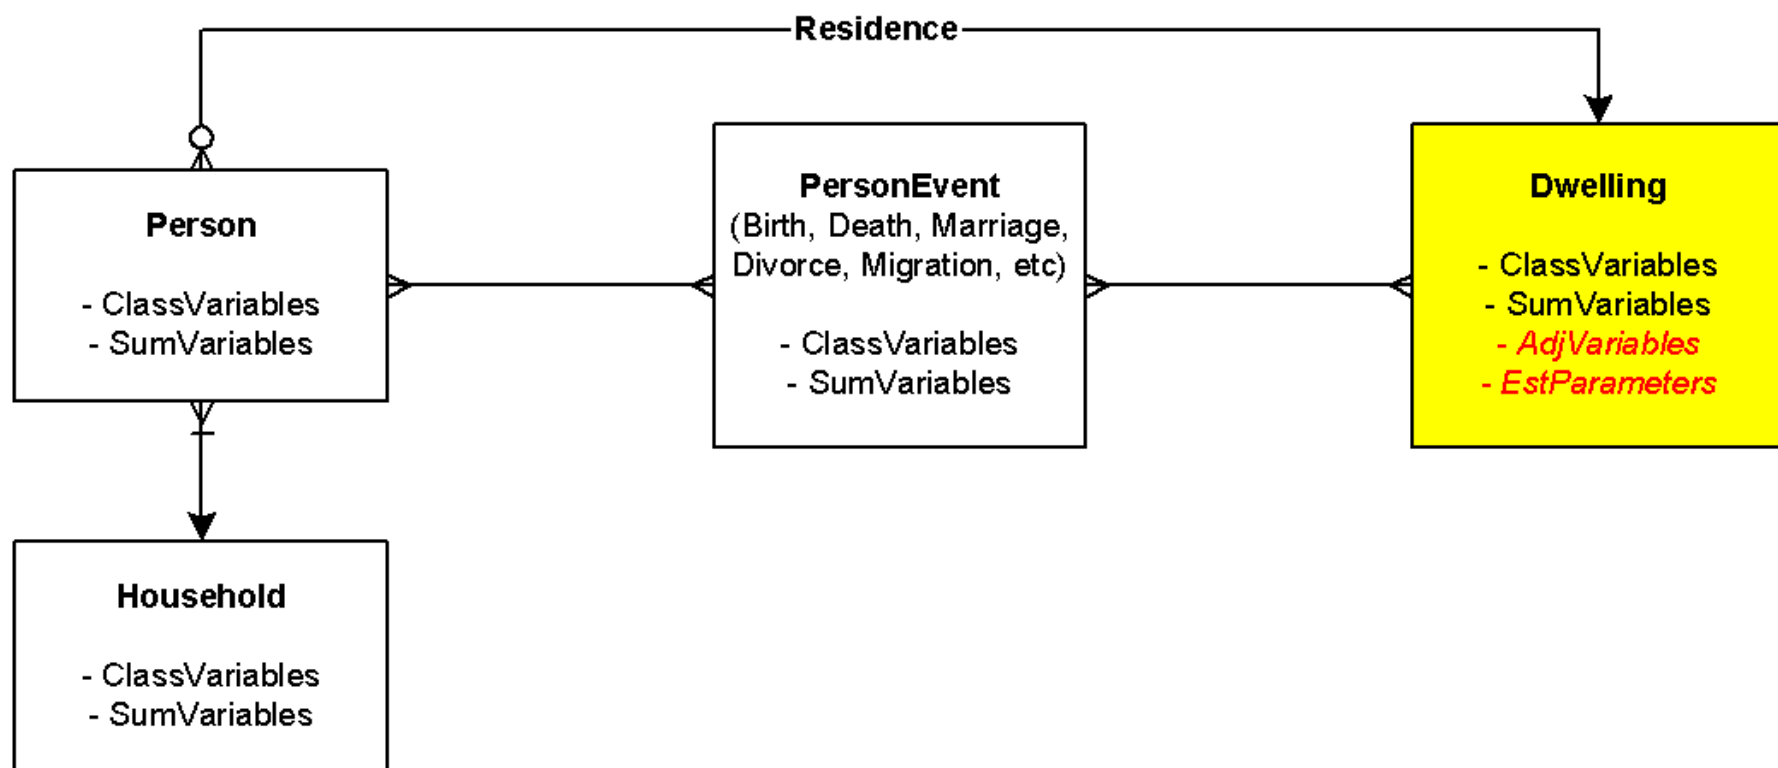 Residence
Person
- ClassVariables
- SumVariables
PersonEvent
(Birth, Death, Marriage,
Divorce, Migration, etc)
- ClassVariables
- SumVariables
Dwelling
- ClassVariables
- SumVariables
- AdjVariables
- EstParameters
Household
- ClassVariables
- SumVariables